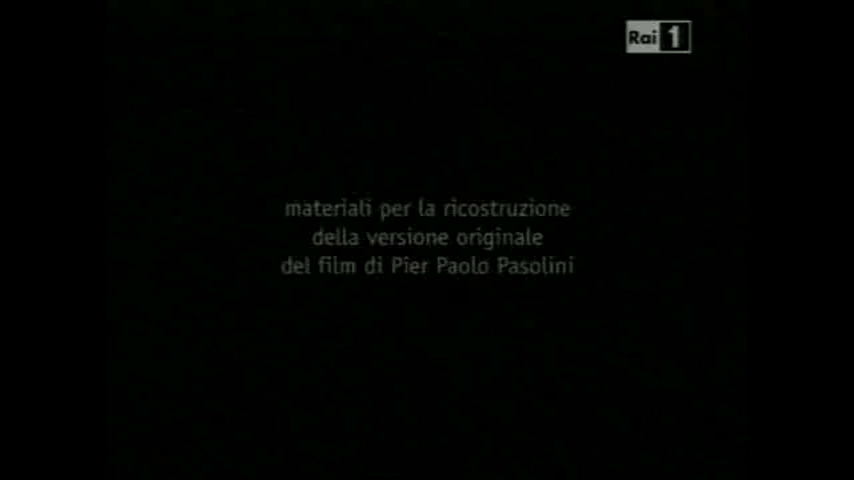 Rai 1
materiali per la ricostruzione
della versione originale
del film di Pier Paolo Pasolini